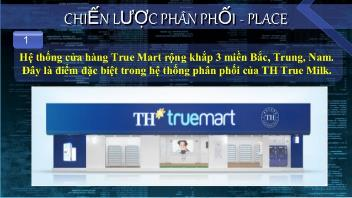 CHIẾN LƯỢC PHÂN PHỐI - PLACE
1
Hệ thống cửa hàng True Mart rộng khắp 3 miền Bắc, Trung, Nam.
Đây là điểm đặc biệt trong hệ thống phân phối của TH True Milk.
TH truemart
TH